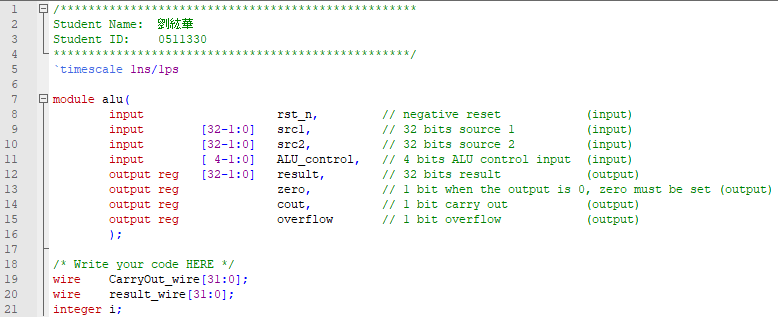 1 /***************************************************
2 Student Name: 劉紘華
3 Student ID: 0511330
4 ***************************************************/
5 `timescale 1ns/1ps
6
7 module alu(
8 input rst_n, // negative reset (input)
9 input [32-1:0] src1, // 32 bits source 1 (input)
10 input [32-1:0] src2, // 32 bits source 2 (input)
11 input [ 4-1:0] ALU_control, // 4 bits ALU control input (input)
12 output reg [32-1:0] result, // 32 bits result (output)
13 output reg zero, // 1 bit when the output is 0, zero must be set (output)
14 output reg cout, // 1 bit carry out (output)
15 output reg overflow // 1 bit overflow (output)
16 );
17
18 /* Write your code HERE */
19 wire CarryOut_wire[31:0];
20 wire result_wire[31:0];
21 integer i;